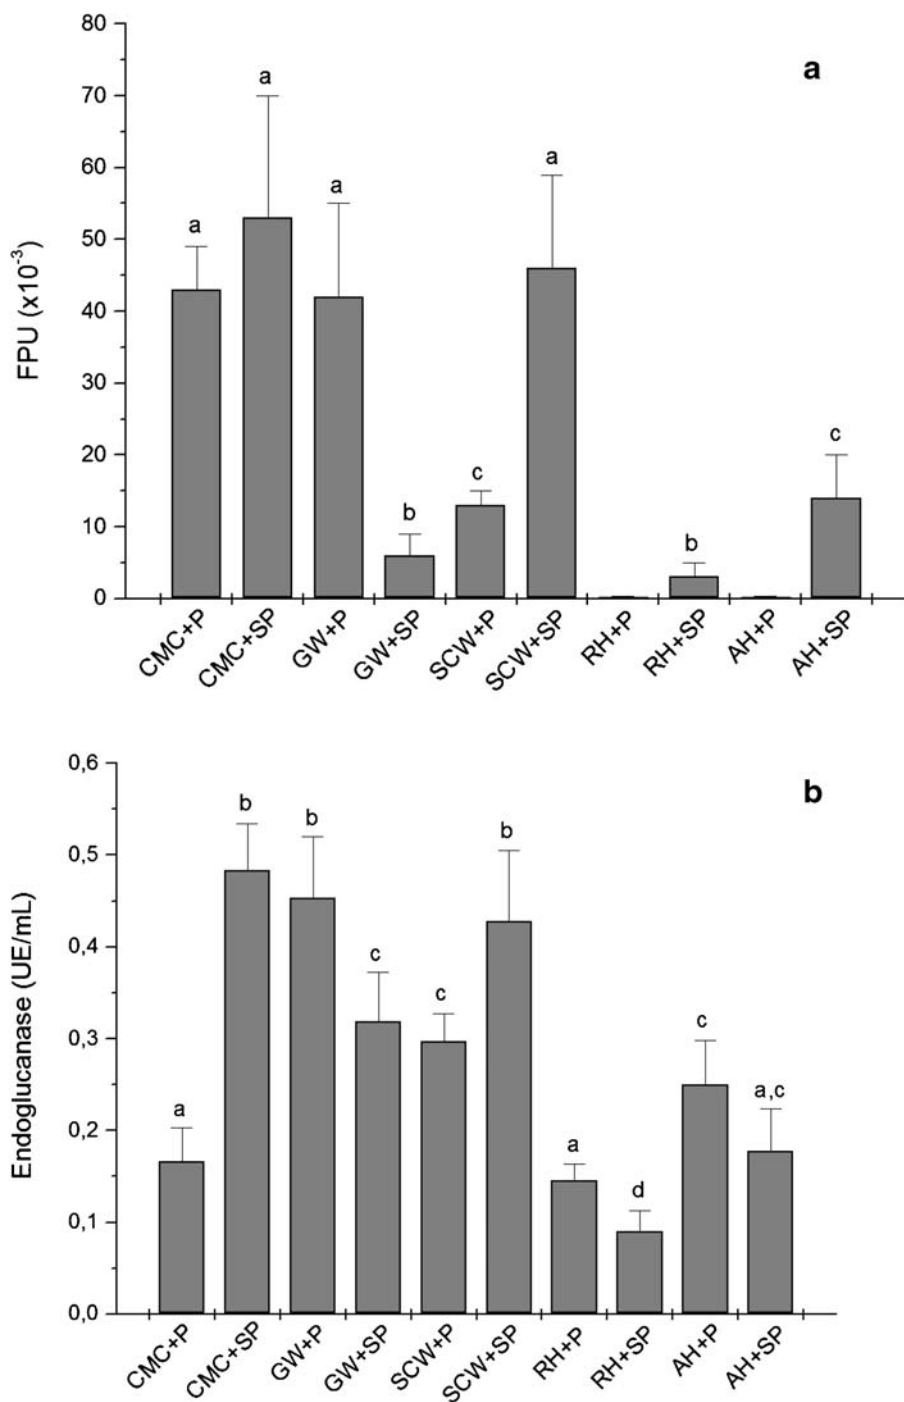 a
80
70
60
50
40
30
20
10
0
FPU (x10⁻³)
a
a
a
b
c
a
b
c
CMC+P
CMC+SP
GW+P
GW+SP
SCW+P
SCW+SP
RH+P
RH+SP
AH+P
AH+SP
b
0,6
0,5
0,4
0,3
0,2
0,1
0,0
Endoglucanase (UE/mL)
a
b
b
c
c
b
a
d
c
a,c
CMC+P
CMC+SP
GW+P
GW+SP
SCW+P
SCW+SP
RH+P
RH+SP
AH+P
AH+SP